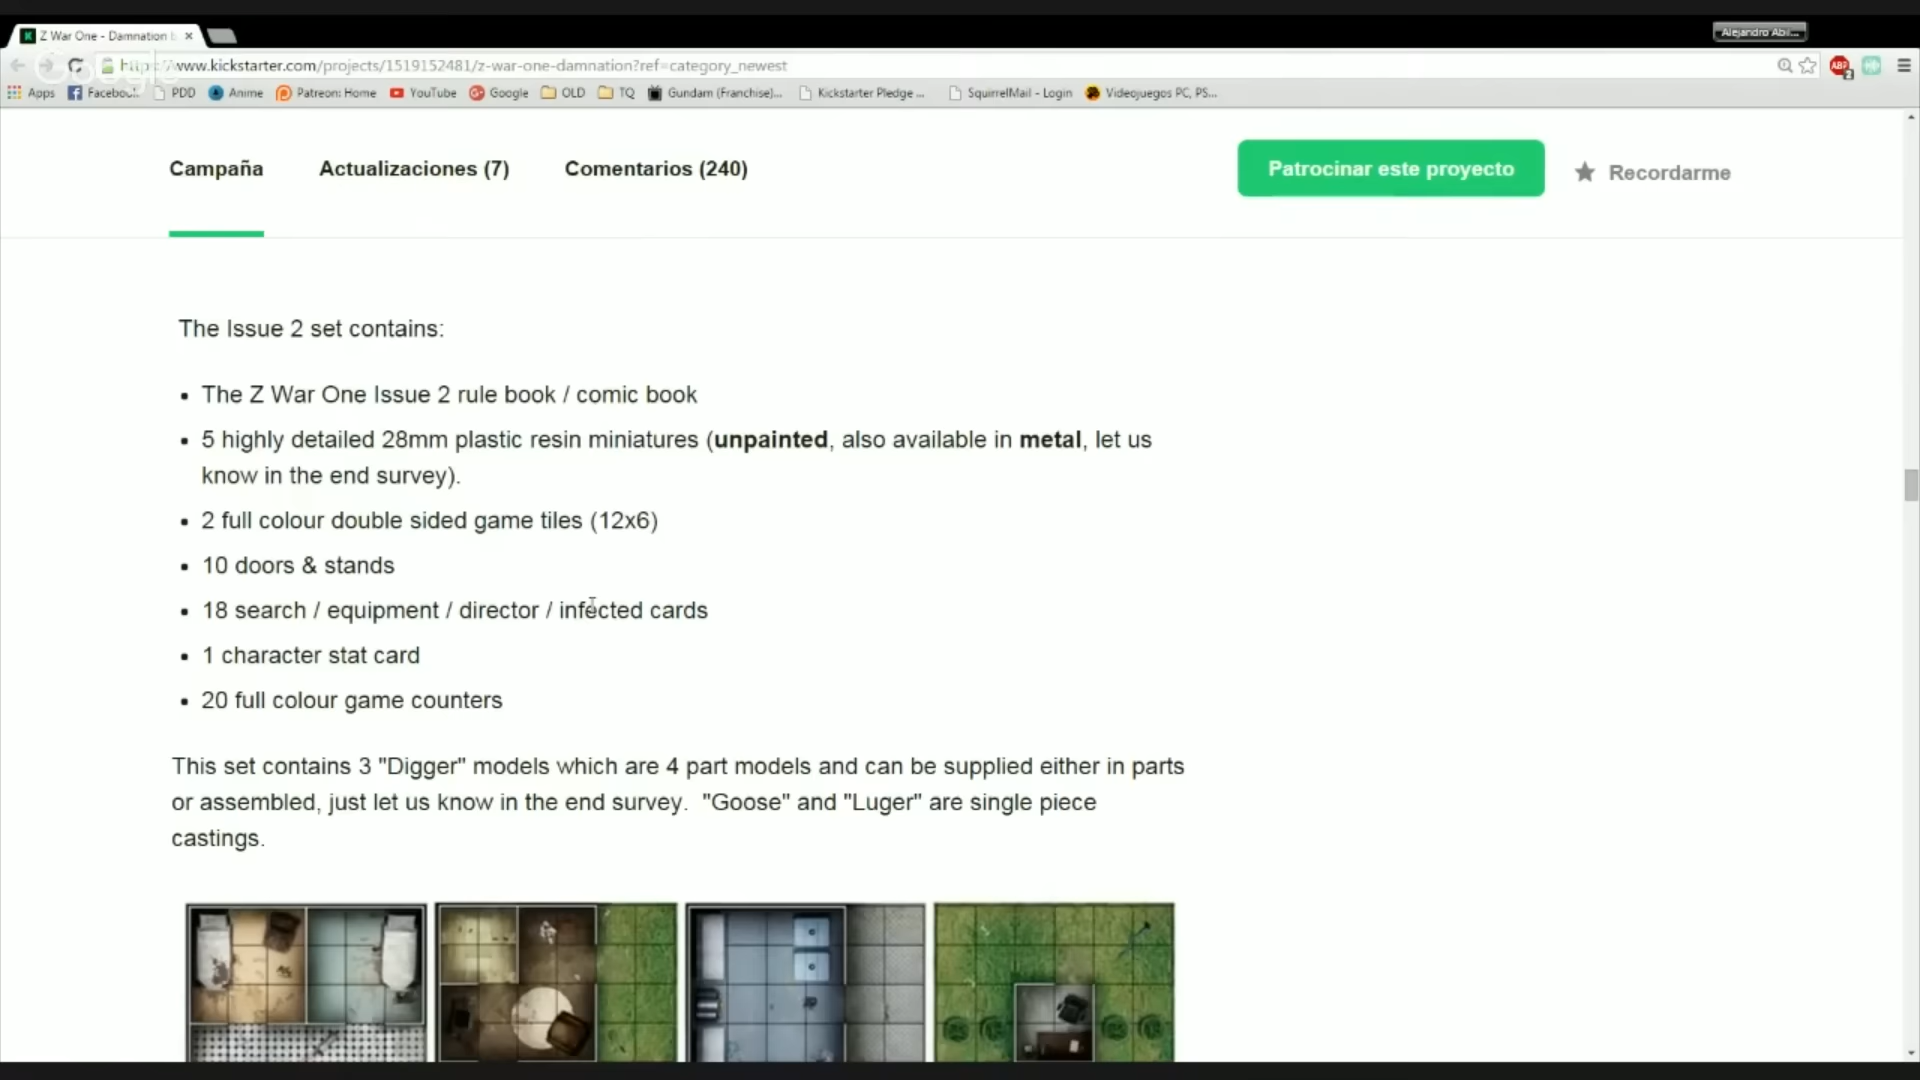 Z War One - Damnation
Alejandro Abi...
https://www.kickstarter.com/projects/1519152481/z-war-one-damnation?ref=category_newest
ABP 2
Apps Facebo... PDD Anime Patreon: Home YouTube Google OLD TQ Gundam (Franchise)... Kickstarter Pledge ... SquirrelMail - Login Videojuegos PC, PS...
Campaña Actualizaciones (7) Comentarios (240) Patrocinar este proyecto Recordarme
The Issue 2 set contains:
• The Z War One Issue 2 rule book / comic book
• 5 highly detailed 28mm plastic resin miniatures (unpainted, also available in metal, let us
know in the end survey).
• 2 full colour double sided game tiles (12x6)
• 10 doors & stands
• 18 search / equipment / director / infected cards
• 1 character stat card
• 20 full colour game counters
This set contains 3 "Digger" models which are 4 part models and can be supplied either in parts
or assembled, just let us know in the end survey. "Goose" and "Luger" are single piece
castings.